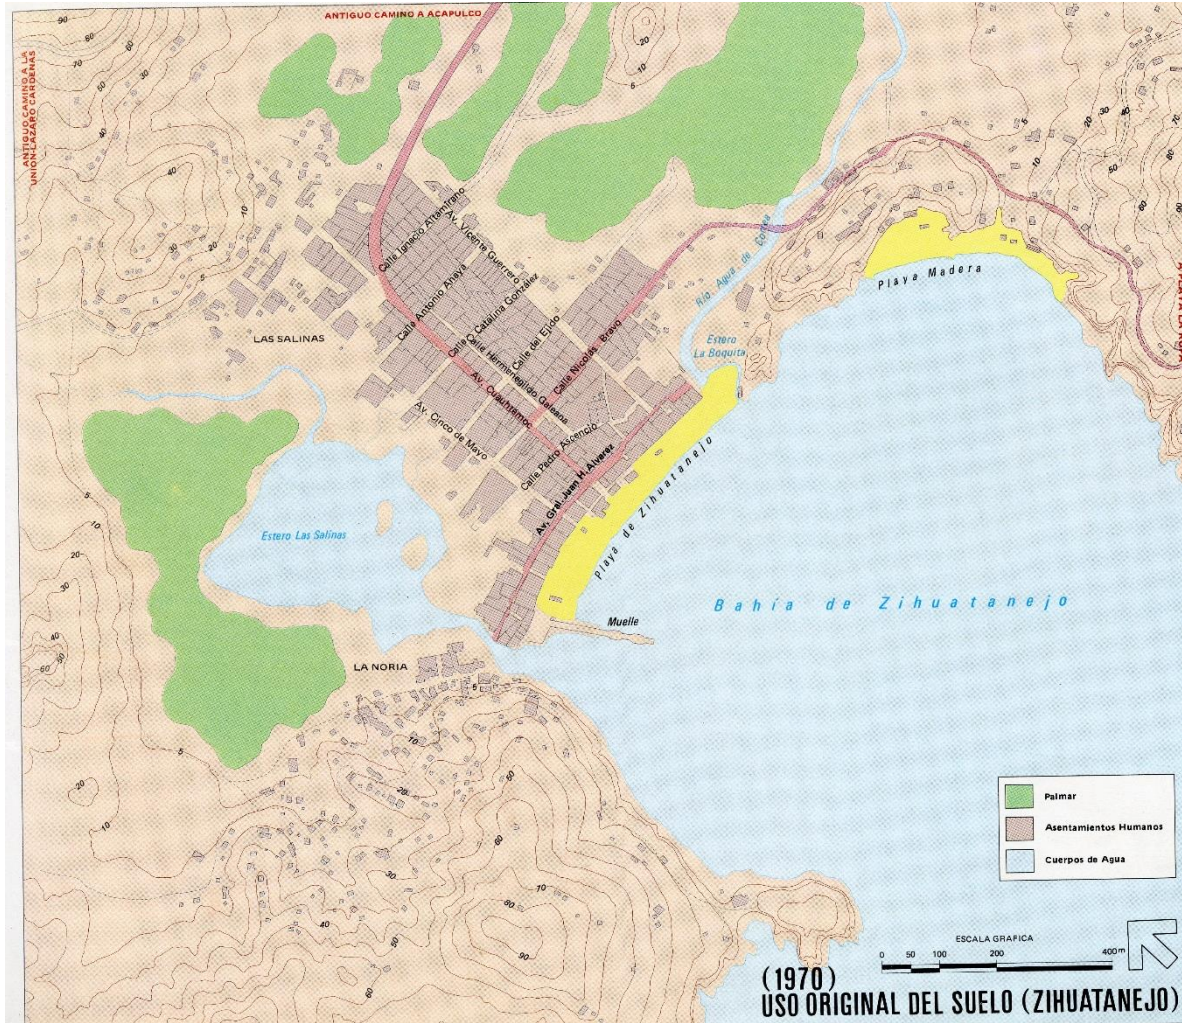 ANTIGUO CAMINO A ACAPULCO
ANTIGUO CAMINO A LA
UNION-LAZARO CARDENAS
Calle Ignacio Altamirano
Av. Vicente Guerrero
Calle Antonio Anaya
Calle Catalina González
Calle Hermenegildo Galeana
Calle del Ejido
Calle Nicolás Bravo
Av. Cuauhtemoc
Av. Cinco de Mayo
Calle Pedro Ascencio
Av. Gral. Juan H. Alvarez
LAS SALINAS
Río Agua de Correa
Estero
La Boquita
Playa Madera
Playa de Zihuatanejo
Estero Las Salinas
Bahía de Zihuatanejo
Muelle
LA NORIA
Palmar
Asentamientos Humanos
Cuerpos de Agua
ESCALA GRAFICA
0 50 100 200 400m
(1970)
USO ORIGINAL DEL SUELO (ZIHUATANEJO)